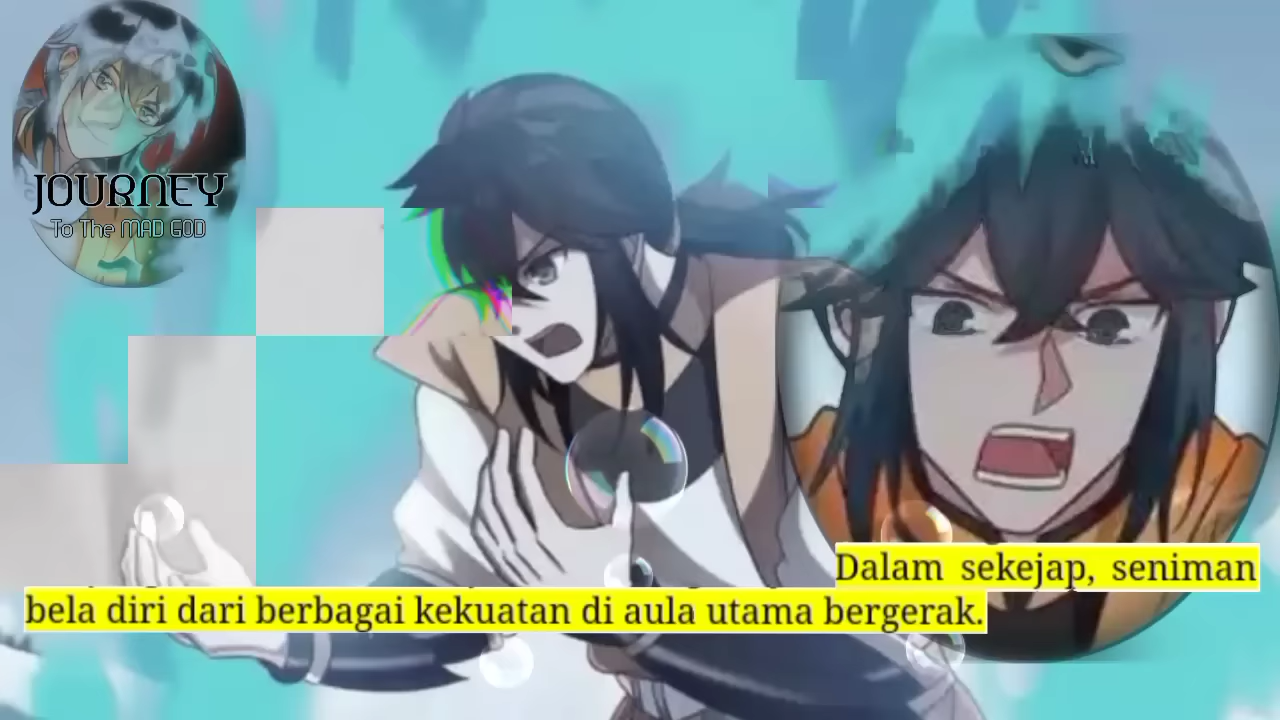 JOURNEY
To The MAD GOD
Dalam sekejap, seniman
bela diri dari berbagai kekuatan di aula utama bergerak.